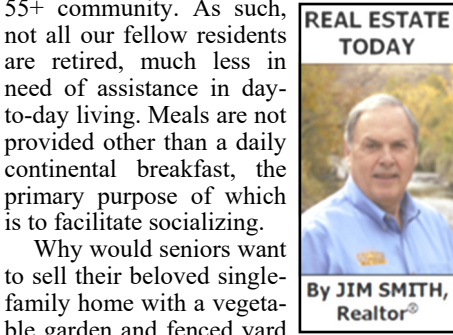 55+ community. As such,
not all our fellow residents
are retired, much less in
need of assistance in day-
to-day living. Meals are not
provided other than a daily
continental breakfast, the
primary purpose of which
is to facilitate socializing.
Why would seniors want
to sell their beloved single-
family home with a vegeta-
ble garden and fenced yard
REAL ESTATE
TODAY
By JIM SMITH,
Realtor®